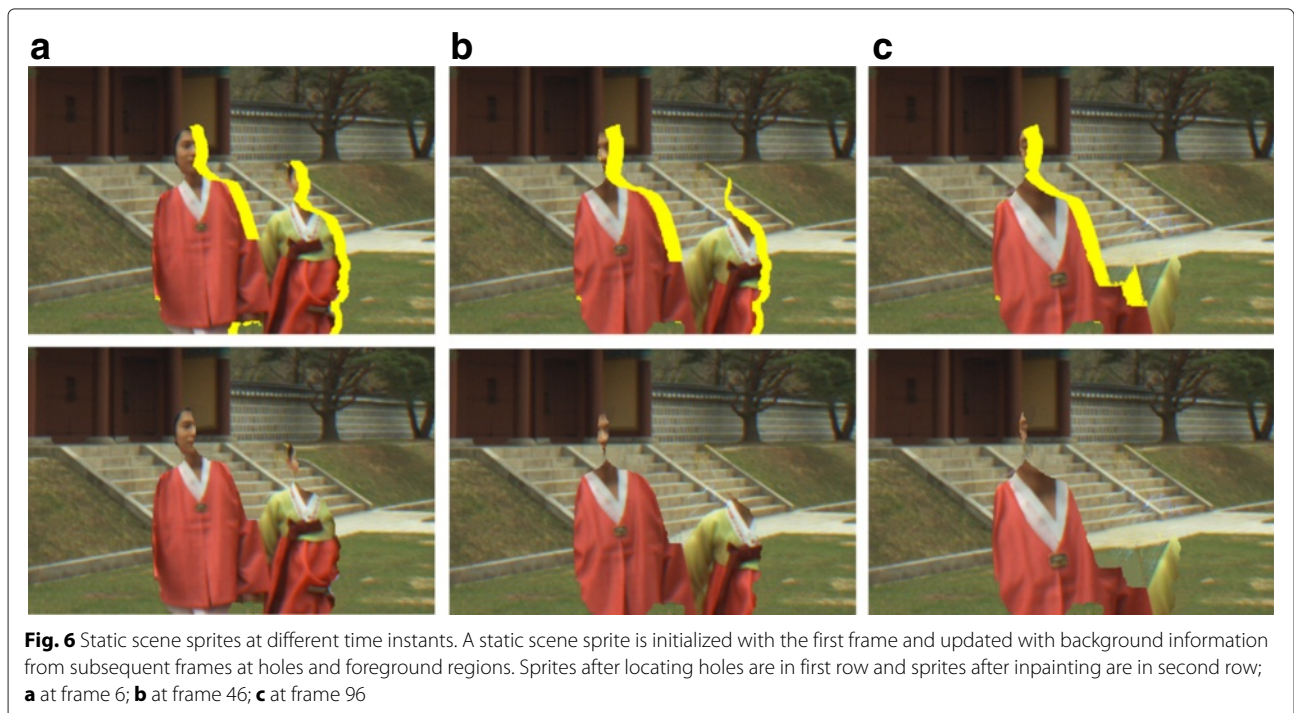 a b c
Fig. 6 Static scene sprites at different time instants. A static scene sprite is initialized with the first frame and updated with background information
from subsequent frames at holes and foreground regions. Sprites after locating holes are in first row and sprites after inpainting are in second row;
a at frame 6; b at frame 46; c at frame 96